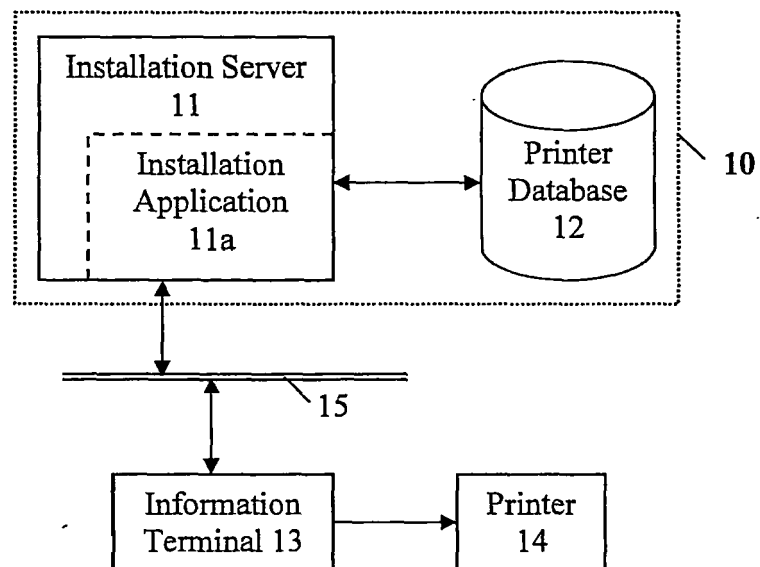 Installation Server
11
Installation
Application
11a
Printer
Database
12
10
15
Information
Terminal 13
Printer
14